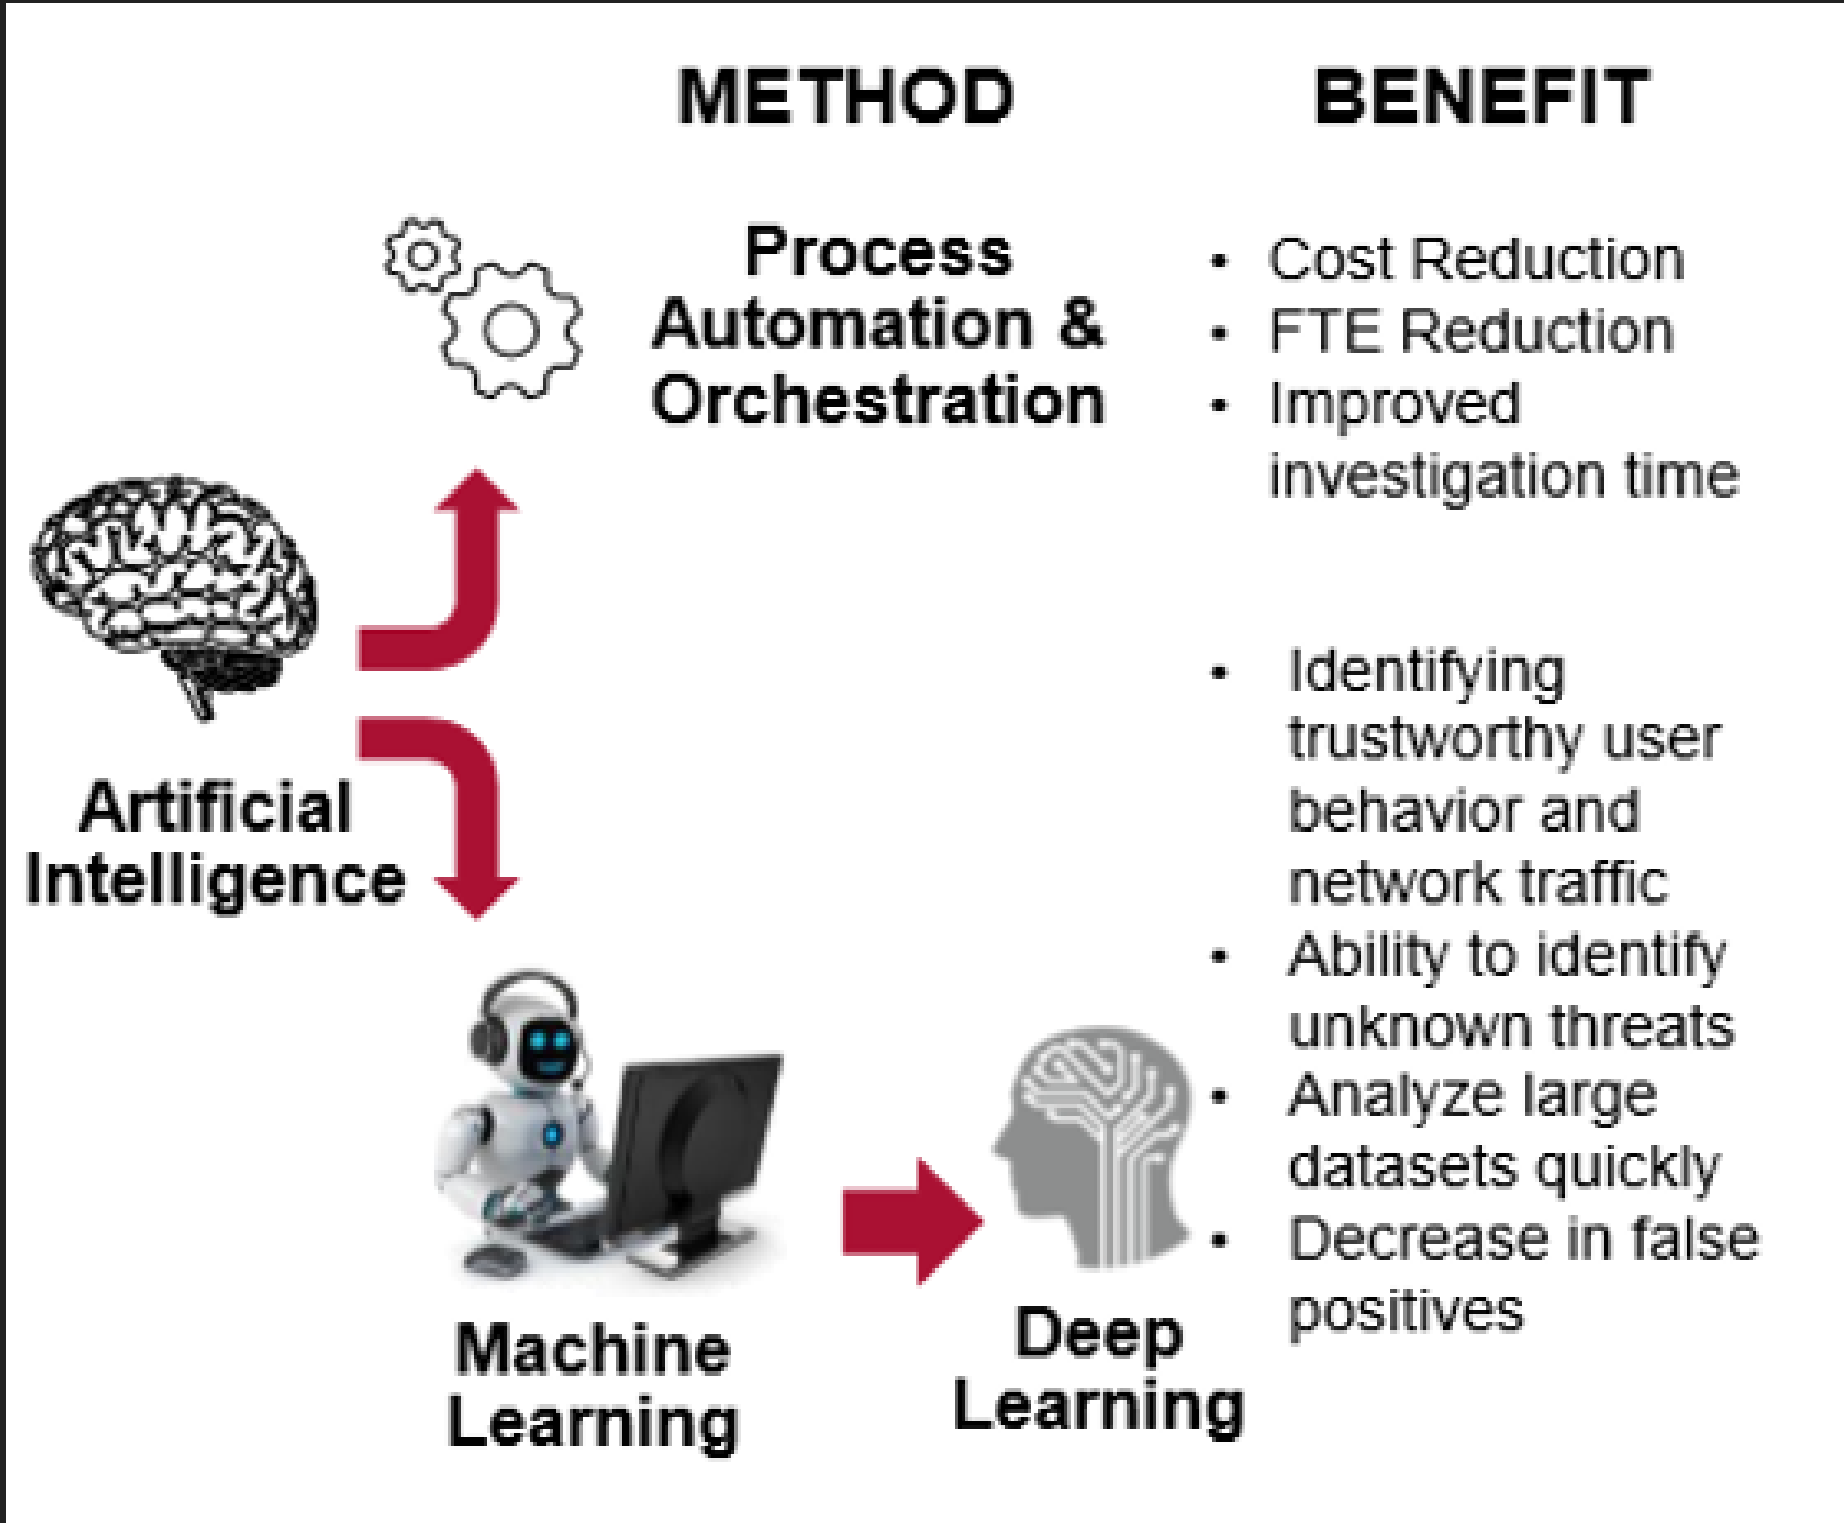 METHOD
BENEFIT
Process
Automation &
Orchestration
• Cost Reduction
• FTE Reduction
• Improved
investigation time
Artificial
Intelligence
• Identifying
trustworthy user
behavior and
network traffic
• Ability to identify
unknown threats
• Analyze large
datasets quickly
• Decrease in false
positives
Machine
Learning
Deep
Learning